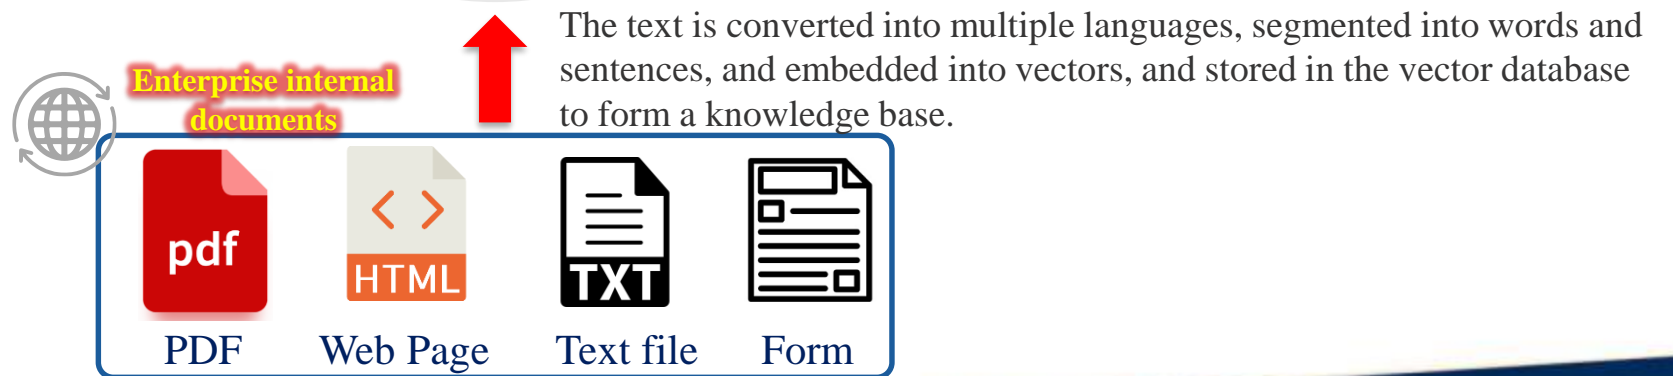 The text is converted into multiple languages, segmented into words and
sentences, and embedded into vectors, and stored in the vector database
to form a knowledge base.
Enterprise internal
documents
pdf
HTML
TXT
PDF
Web Page
Text file
Form